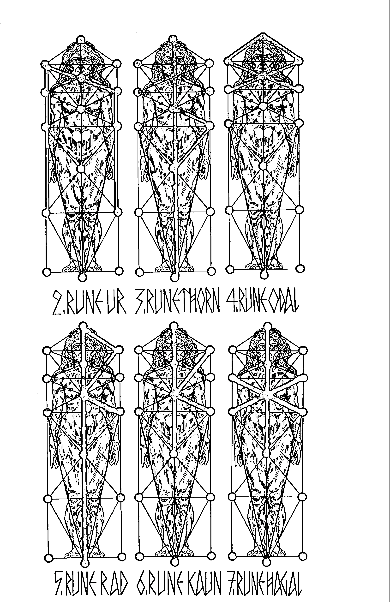 2. RUNE UR 3. RUNE THORN 4. RUNE ODAL
5. RUNE RAD 6. RUNE KAUN 7. RUNE HAGAL